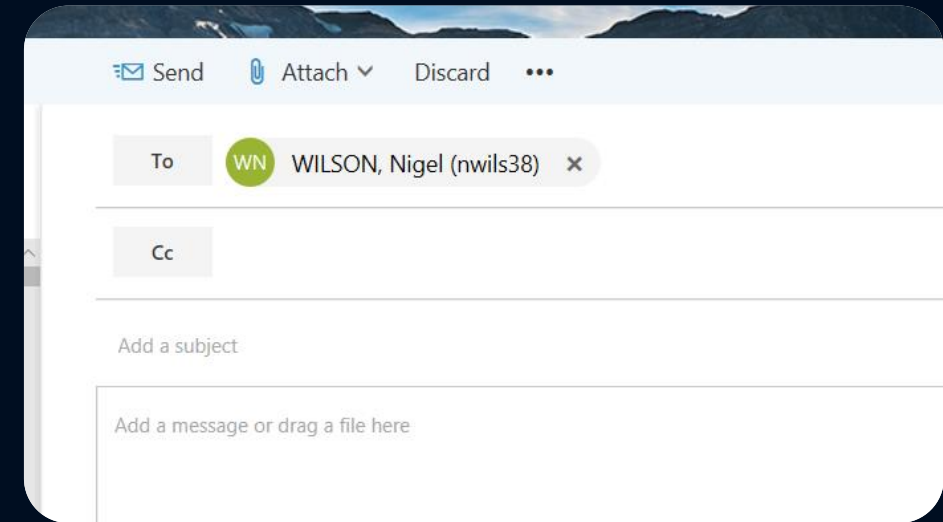 Send Attach Discard •••
To WN WILSON, Nigel (nwils38) ×
Cc
Add a subject
Add a message or drag a file here